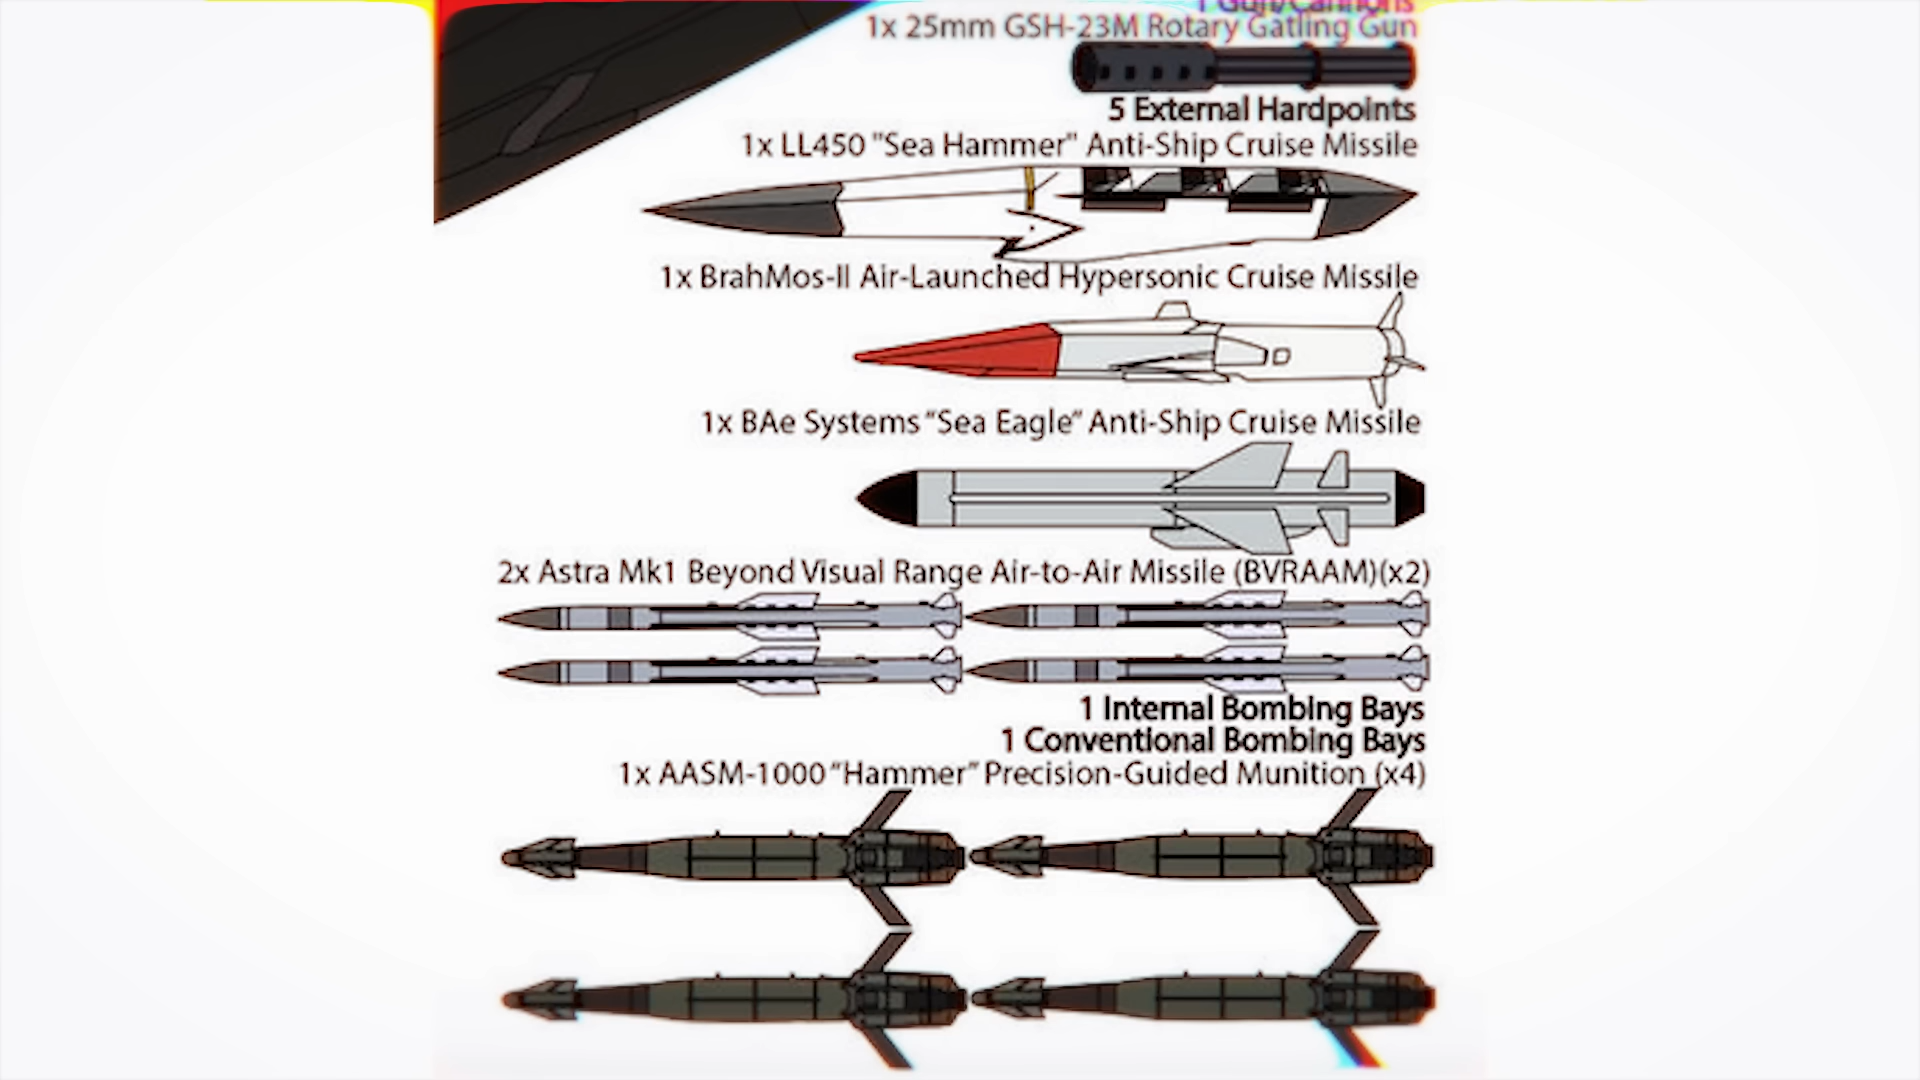 1 Gun/Cannons
1x 25mm GSH-23M Rotary Gatling Gun
5 External Hardpoints
1x LL450 "Sea Hammer" Anti-Ship Cruise Missile
1x BrahMos-II Air-Launched Hypersonic Cruise Missile
1x BAe Systems “Sea Eagle” Anti-Ship Cruise Missile
2x Astra Mk1 Beyond Visual Range Air-to-Air Missile (BVRAAM)(x2)
1 Internal Bombing Bays
1 Conventional Bombing Bays
1x AASM-1000 “Hammer” Precision-Guided Munition (x4)